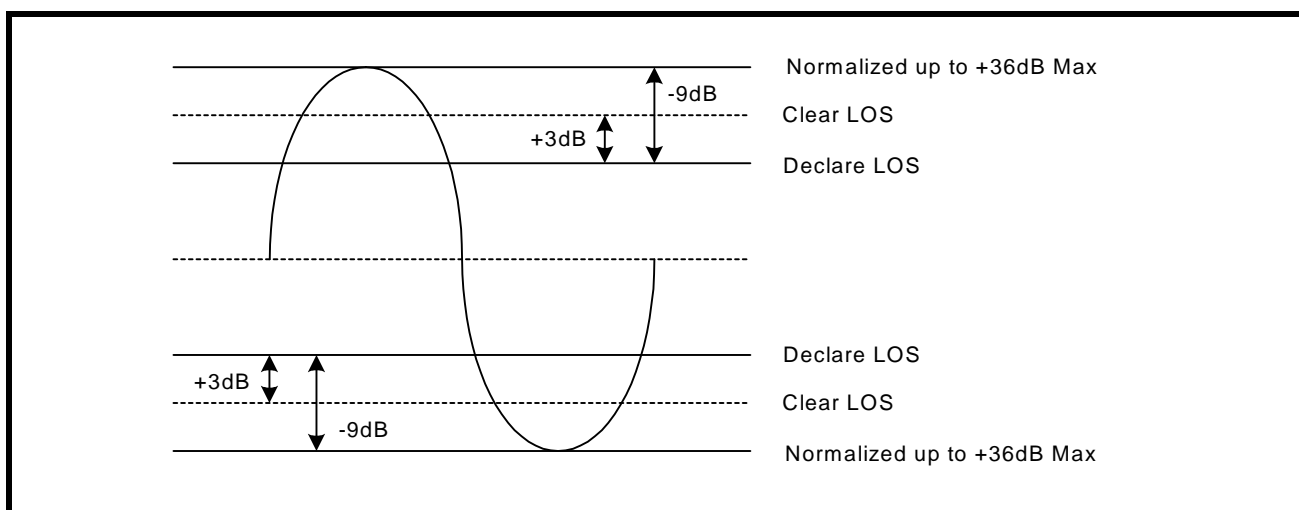 Normalized up to +36dB Max
-9dB
Clear LOS
+3dB
Declare LOS
Declare LOS
+3dB
Clear LOS
-9dB
Normalized up to +36dB Max